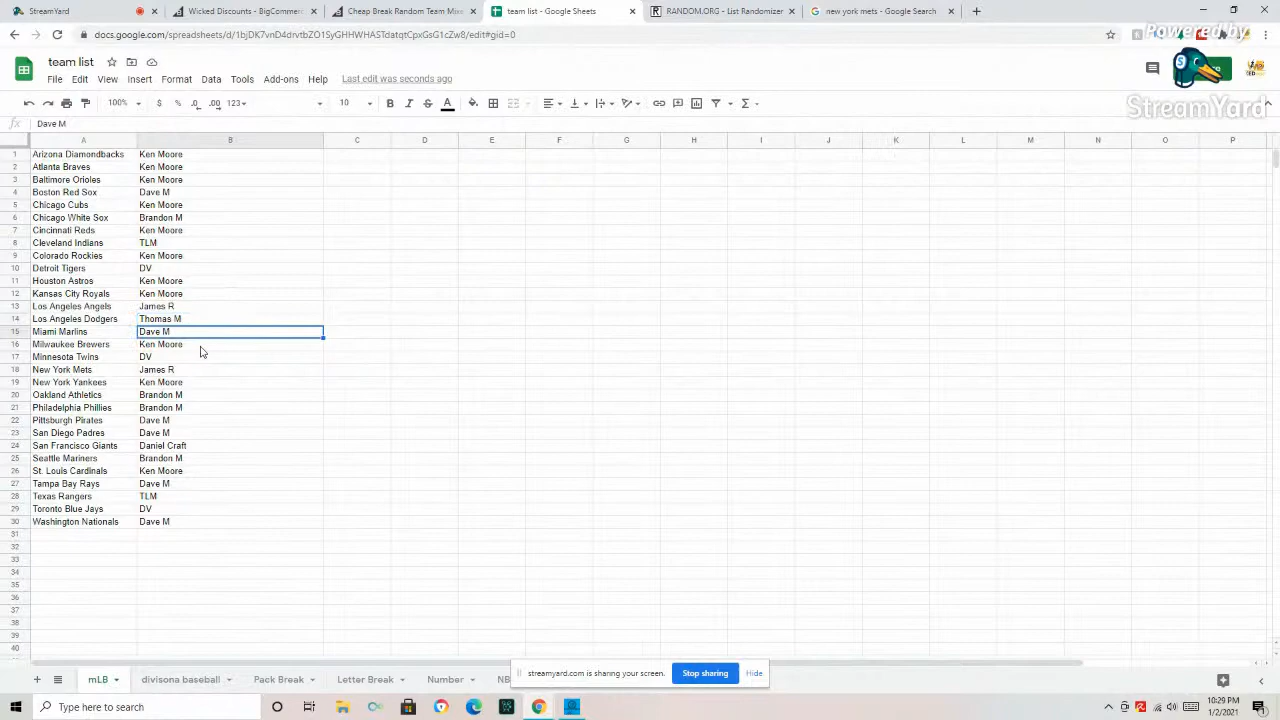 StreamYard
Wicked Discounts - BigCommerc
Cheap Break Random Team Mixe
team list - Google Sheets
RANDOM.ORG - List Randomizer
new york mets - Google Search
docs.google.com/spreadsheets/d/1bjDK7vnD4drivtbZO1SyGHHWHASTdatqtCpxGsG1cZw8/edit#gid=0
Powered by
StreamYard
team list
File Edit View Insert Format Data Tools Add-ons Help Last edit was seconds ago
100% $ % .0 .00 123 10 B I S A Σ
fx Dave M
A B C D E F G H I J K L M N O P
1 Arizona Diamondbacks Ken Moore
2 Atlanta Braves Ken Moore
3 Baltimore Orioles Ken Moore
4 Boston Red Sox Dave M
5 Chicago Cubs Ken Moore
6 Chicago White Sox Brandon M
7 Cincinnati Reds Ken Moore
8 Cleveland Indians TLM
9 Colorado Rockies Ken Moore
10 Detroit Tigers DV
11 Houston Astros Ken Moore
12 Kansas City Royals Ken Moore
13 Los Angeles Angels James R
14 Los Angeles Dodgers Thomas M
15 Miami Marlins Dave M
16 Milwaukee Brewers Ken Moore
17 Minnesota Twins DV
18 New York Mets James R
19 New York Yankees Ken Moore
20 Oakland Athletics Brandon M
21 Philadelphia Phillies Brandon M
22 Pittsburgh Pirates Dave M
23 San Diego Padres Dave M
24 San Francisco Giants Daniel Craft
25 Seattle Mariners Brandon M
26 St. Louis Cardinals Ken Moore
27 Tampa Bay Rays Dave M
28 Texas Rangers TLM
29 Toronto Blue Jays DV
30 Washington Nationals Dave M
31
32
33
34
35
36
37
38
39
40
streamyard.com is sharing your screen. Stop sharing Hide
mLB divisona baseball Pack Break Letter Break Number NB
Type here to search
10:29 PM
1/2/2021